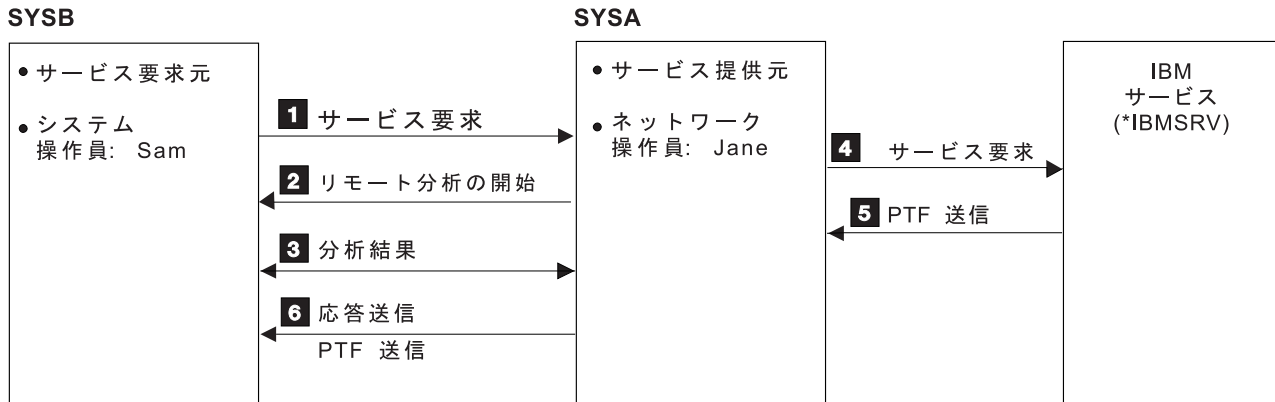 SYSB
SYSA
• サービス要求元
• システム
操作員: Sam
1 サービス要求
2 リモート分析の開始
3 分析結果
6 応答送信
PTF 送信
• サービス提供元
• ネットワーク
操作員: Jane
4 サービス要求
5 PTF 送信
IBM
サービス
(*IBMSRV)